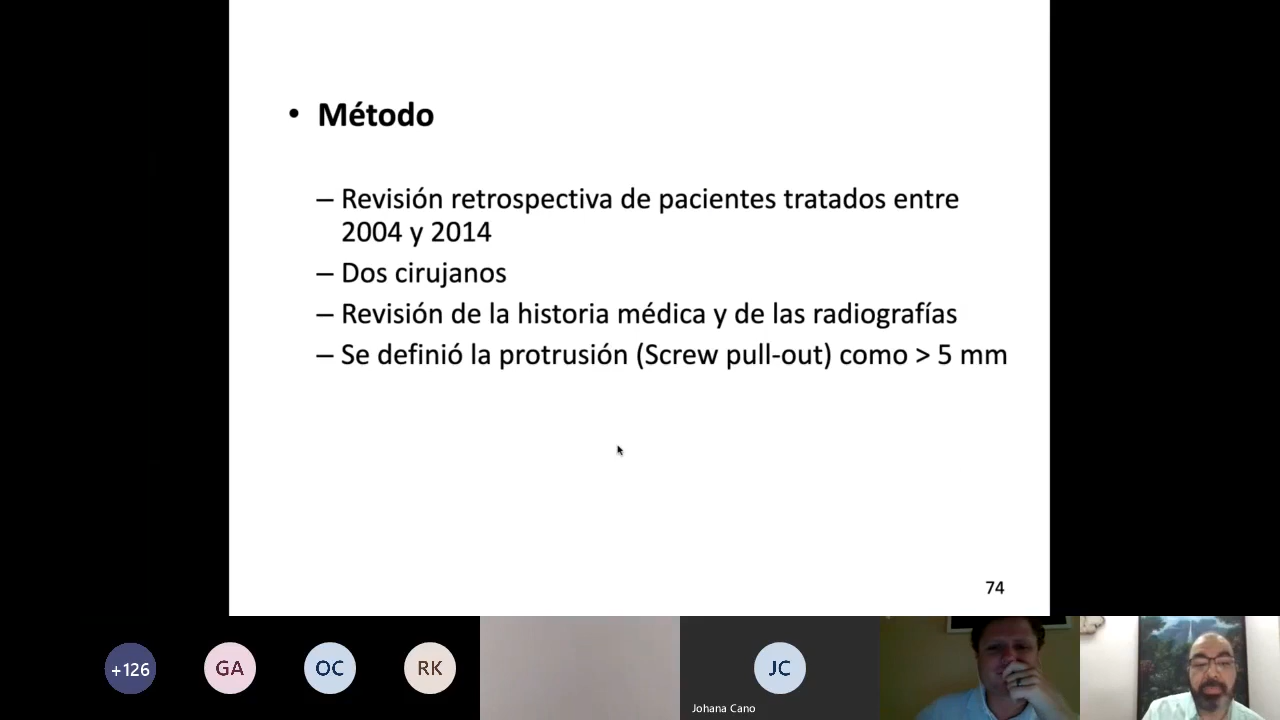 • Método
– Revisión retrospectiva de pacientes tratados entre
2004 y 2014
– Dos cirujanos
– Revisión de la historia médica y de las radiografías
– Se definió la protrusión (Screw pull-out) como > 5 mm
74
+126
GA
OC
RK
JC
Johana Cano